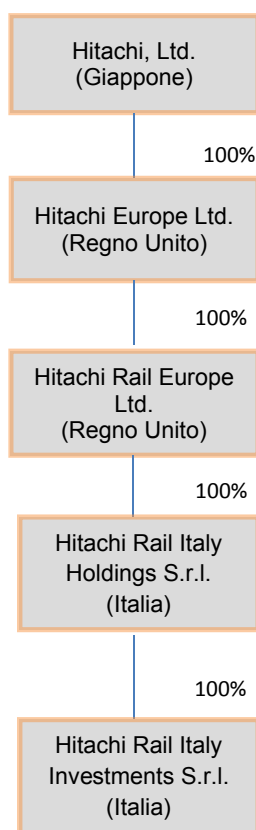 Hitachi, Ltd.
(Giappone)
100%
Hitachi Europe Ltd.
(Regno Unito)
100%
Hitachi Rail Europe
Ltd.
(Regno Unito)
100%
Hitachi Rail Italy
Holdings S.r.l.
(Italia)
100%
Hitachi Rail Italy
Investments S.r.l.
(Italia)